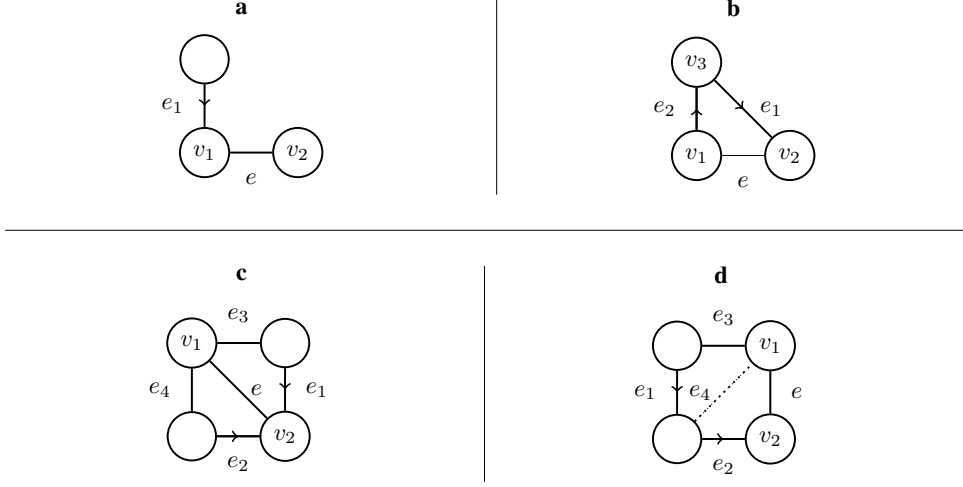 a
e₁
v₁
v₂
e
b
v₃
e₂
e₁
v₁
v₂
e
c
e₃
v₁
e₄
e
e₁
v₂
e₂
d
e₃
v₁
e₁
e₄
e
v₂
e₂